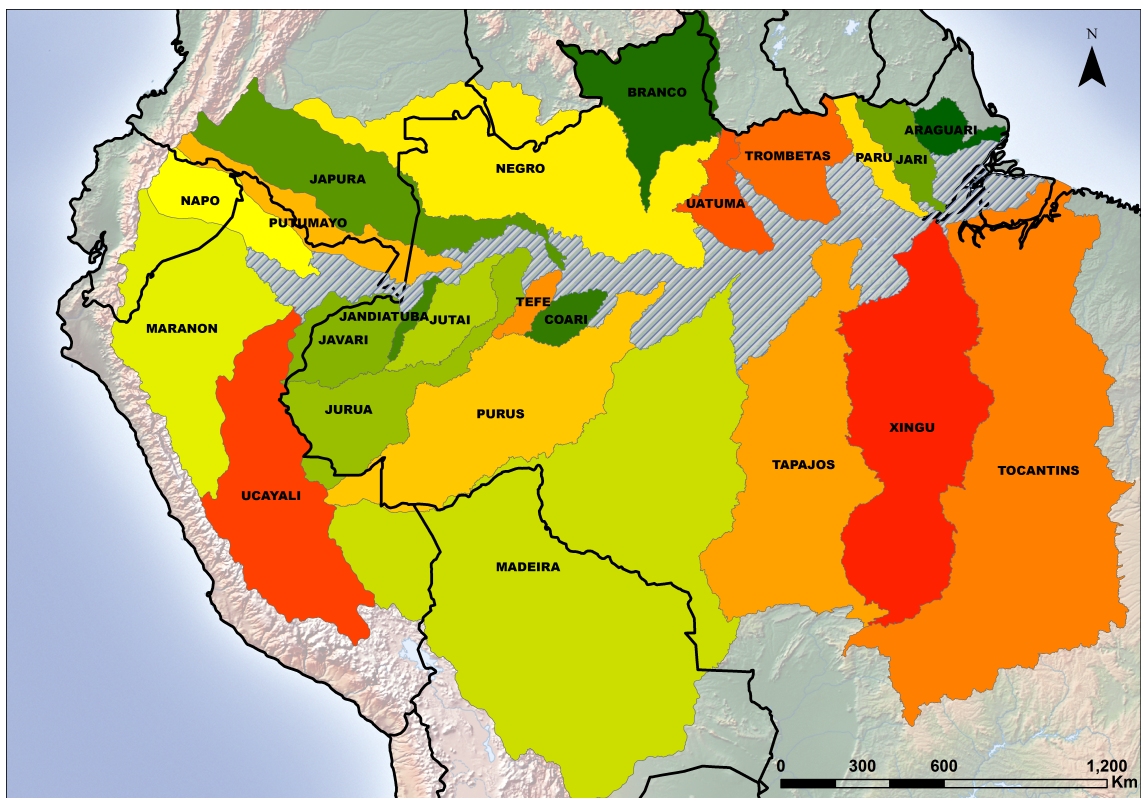 N
BRANCO
ARAGUARI
TROMBETAS
PARU
JARI
NEGRO
JAPURA
NAPO
UATUMA
PUTUMAYO
TEFE
JANDIATUBA
JUTAI
COARI
MARANON
JAVARI
JURUA
PURUS
XINGU
TAPAJOS
TOCANTINS
UCAYALI
MADEIRA
0 300 600 1,200
Km